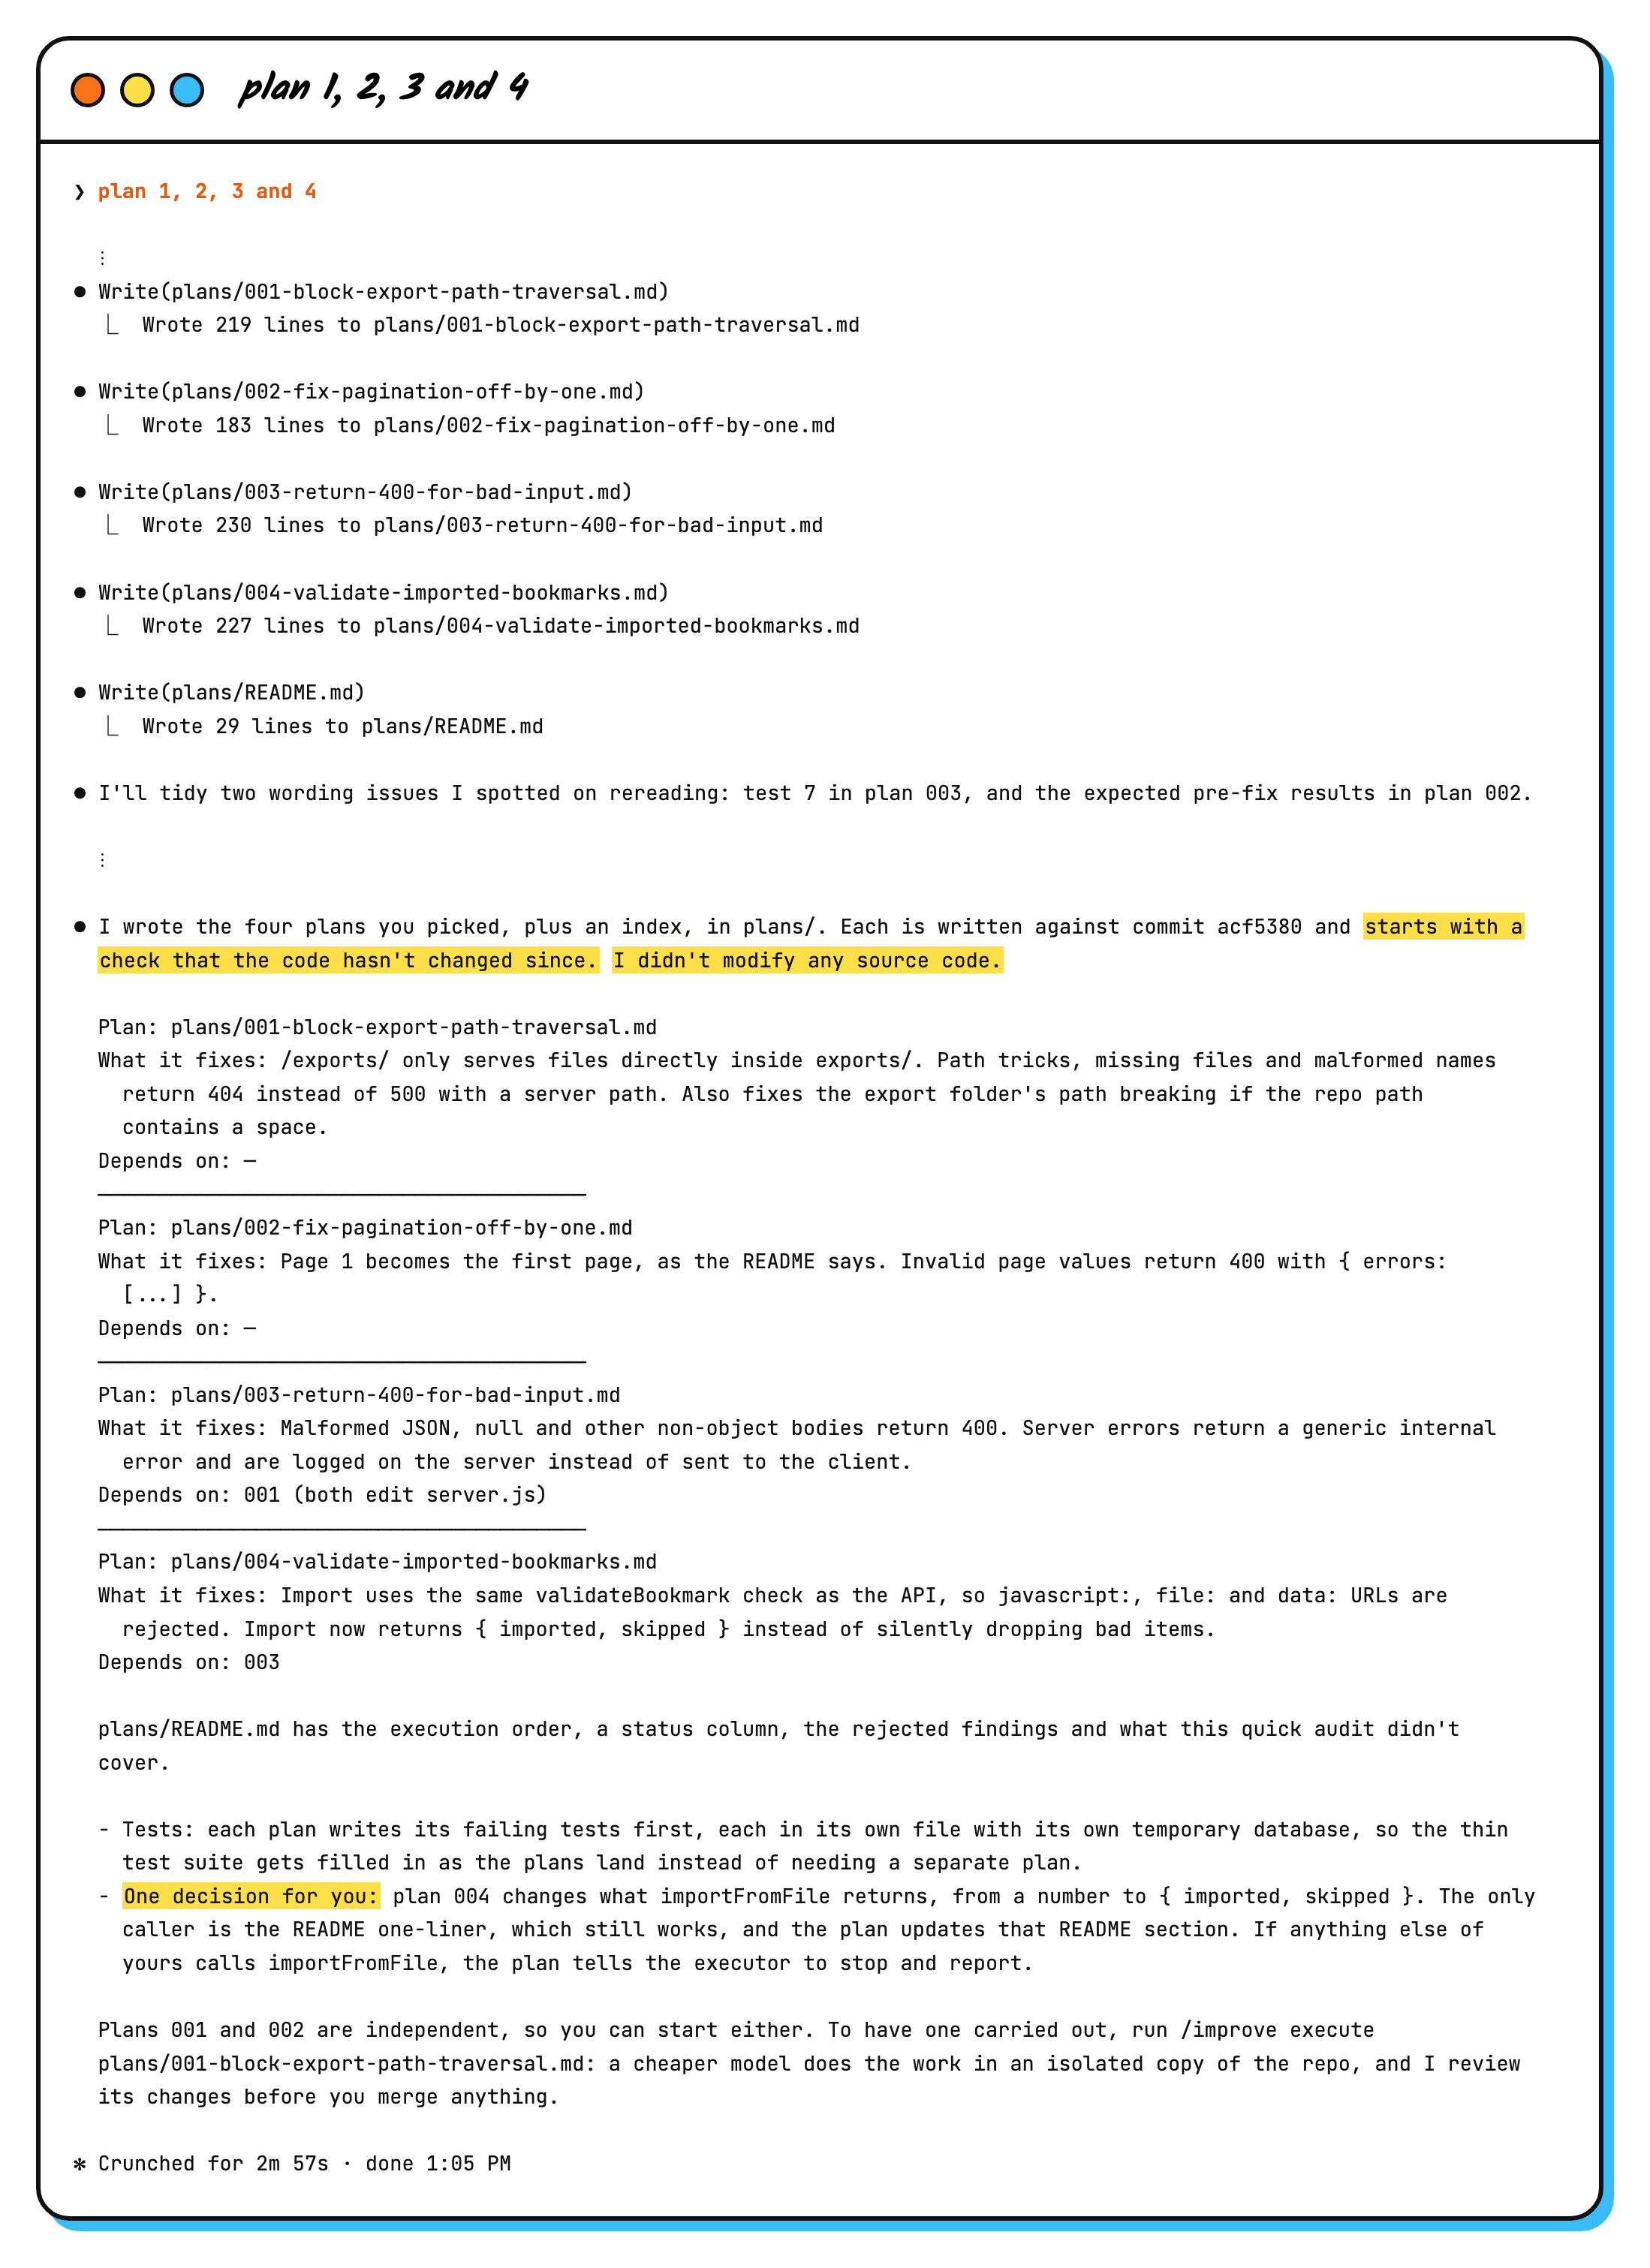 plan 1, 2, 3 and 4
❯ plan 1, 2, 3 and 4
⋮
● Write(plans/001-block-export-path-traversal.md)
⎿  Wrote 219 lines to plans/001-block-export-path-traversal.md
● Write(plans/002-fix-pagination-off-by-one.md)
⎿  Wrote 183 lines to plans/002-fix-pagination-off-by-one.md
● Write(plans/003-return-400-for-bad-input.md)
⎿  Wrote 230 lines to plans/003-return-400-for-bad-input.md
● Write(plans/004-validate-imported-bookmarks.md)
⎿  Wrote 227 lines to plans/004-validate-imported-bookmarks.md
● Write(plans/README.md)
⎿  Wrote 29 lines to plans/README.md
● I'll tidy two wording issues I spotted on rereading: test 7 in plan 003, and the expected pre-fix results in plan 002.
⋮
● I wrote the four plans you picked, plus an index, in plans/. Each is written against commit acf5380 and starts with a
check that the code hasn't changed since. I didn't modify any source code.
Plan: plans/001-block-export-path-traversal.md
What it fixes: /exports/ only serves files directly inside exports/. Path tricks, missing files and malformed names
return 404 instead of 500 with a server path. Also fixes the export folder's path breaking if the repo path
contains a space.
Depends on: —
Plan: plans/002-fix-pagination-off-by-one.md
What it fixes: Page 1 becomes the first page, as the README says. Invalid page values return 400 with { errors:
[...] }.
Depends on: —
Plan: plans/003-return-400-for-bad-input.md
What it fixes: Malformed JSON, null and other non-object bodies return 400. Server errors return a generic internal
error and are logged on the server instead of sent to the client.
Depends on: 001 (both edit server.js)
Plan: plans/004-validate-imported-bookmarks.md
What it fixes: Import uses the same validateBookmark check as the API, so javascript:, file: and data: URLs are
rejected. Import now returns { imported, skipped } instead of silently dropping bad items.
Depends on: 003
plans/README.md has the execution order, a status column, the rejected findings and what this quick audit didn't
cover.
- Tests: each plan writes its failing tests first, each in its own file with its own temporary database, so the thin
test suite gets filled in as the plans land instead of needing a separate plan.
- One decision for you: plan 004 changes what importFromFile returns, from a number to { imported, skipped }. The only
caller is the README one-liner, which still works, and the plan updates that README section. If anything else of
yours calls importFromFile, the plan tells the executor to stop and report.
Plans 001 and 002 are independent, so you can start either. To have one carried out, run /improve execute
plans/001-block-export-path-traversal.md: a cheaper model does the work in an isolated copy of the repo, and I review
its changes before you merge anything.
✻ Crunched for 2m 57s · done 1:05 PM